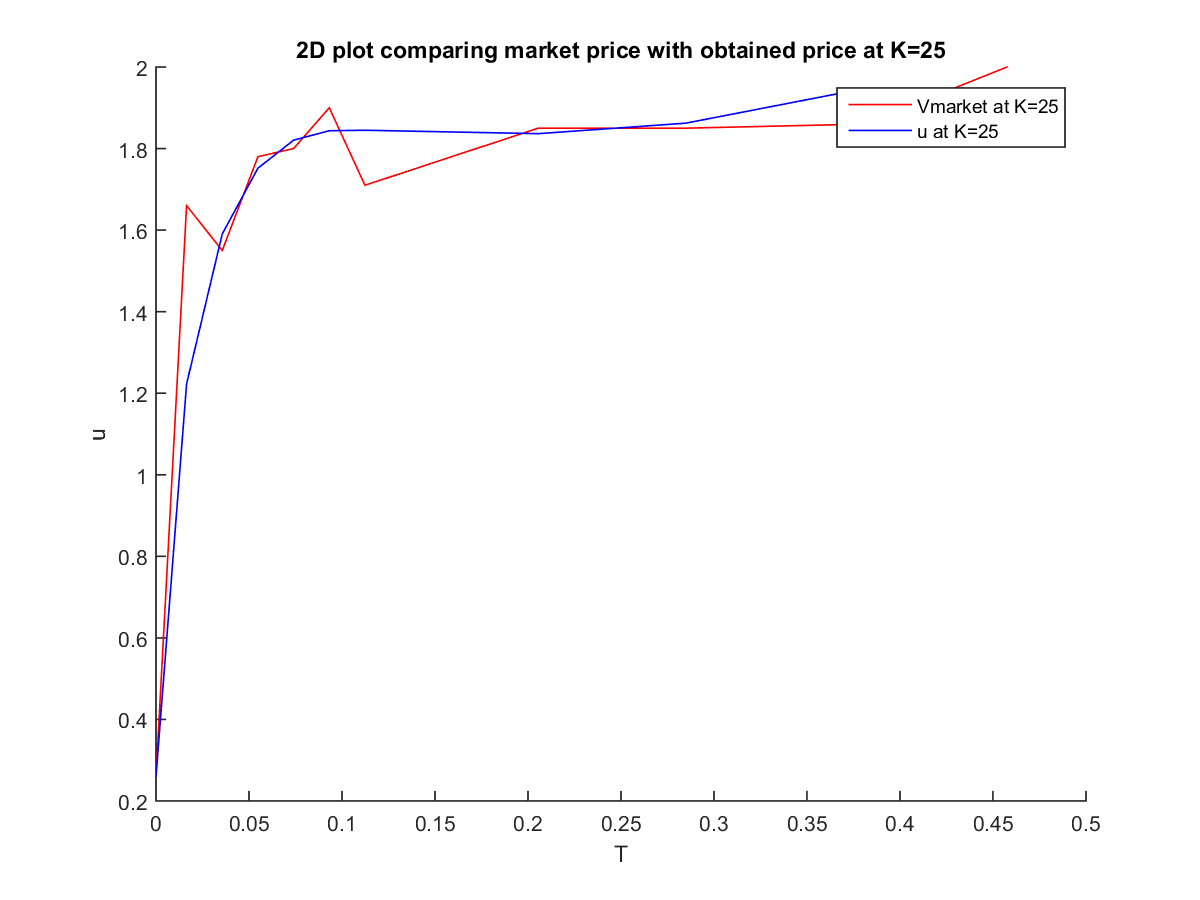 2D plot comparing market price with obtained price at K=25
2
1.8
1.6
1.4
1.2
1
0.8
0.6
0.4
0.2
u
Vmarket at K=25
u at K=25
0 0.05 0.1 0.15 0.2 0.25 0.3 0.35 0.4 0.45 0.5
T